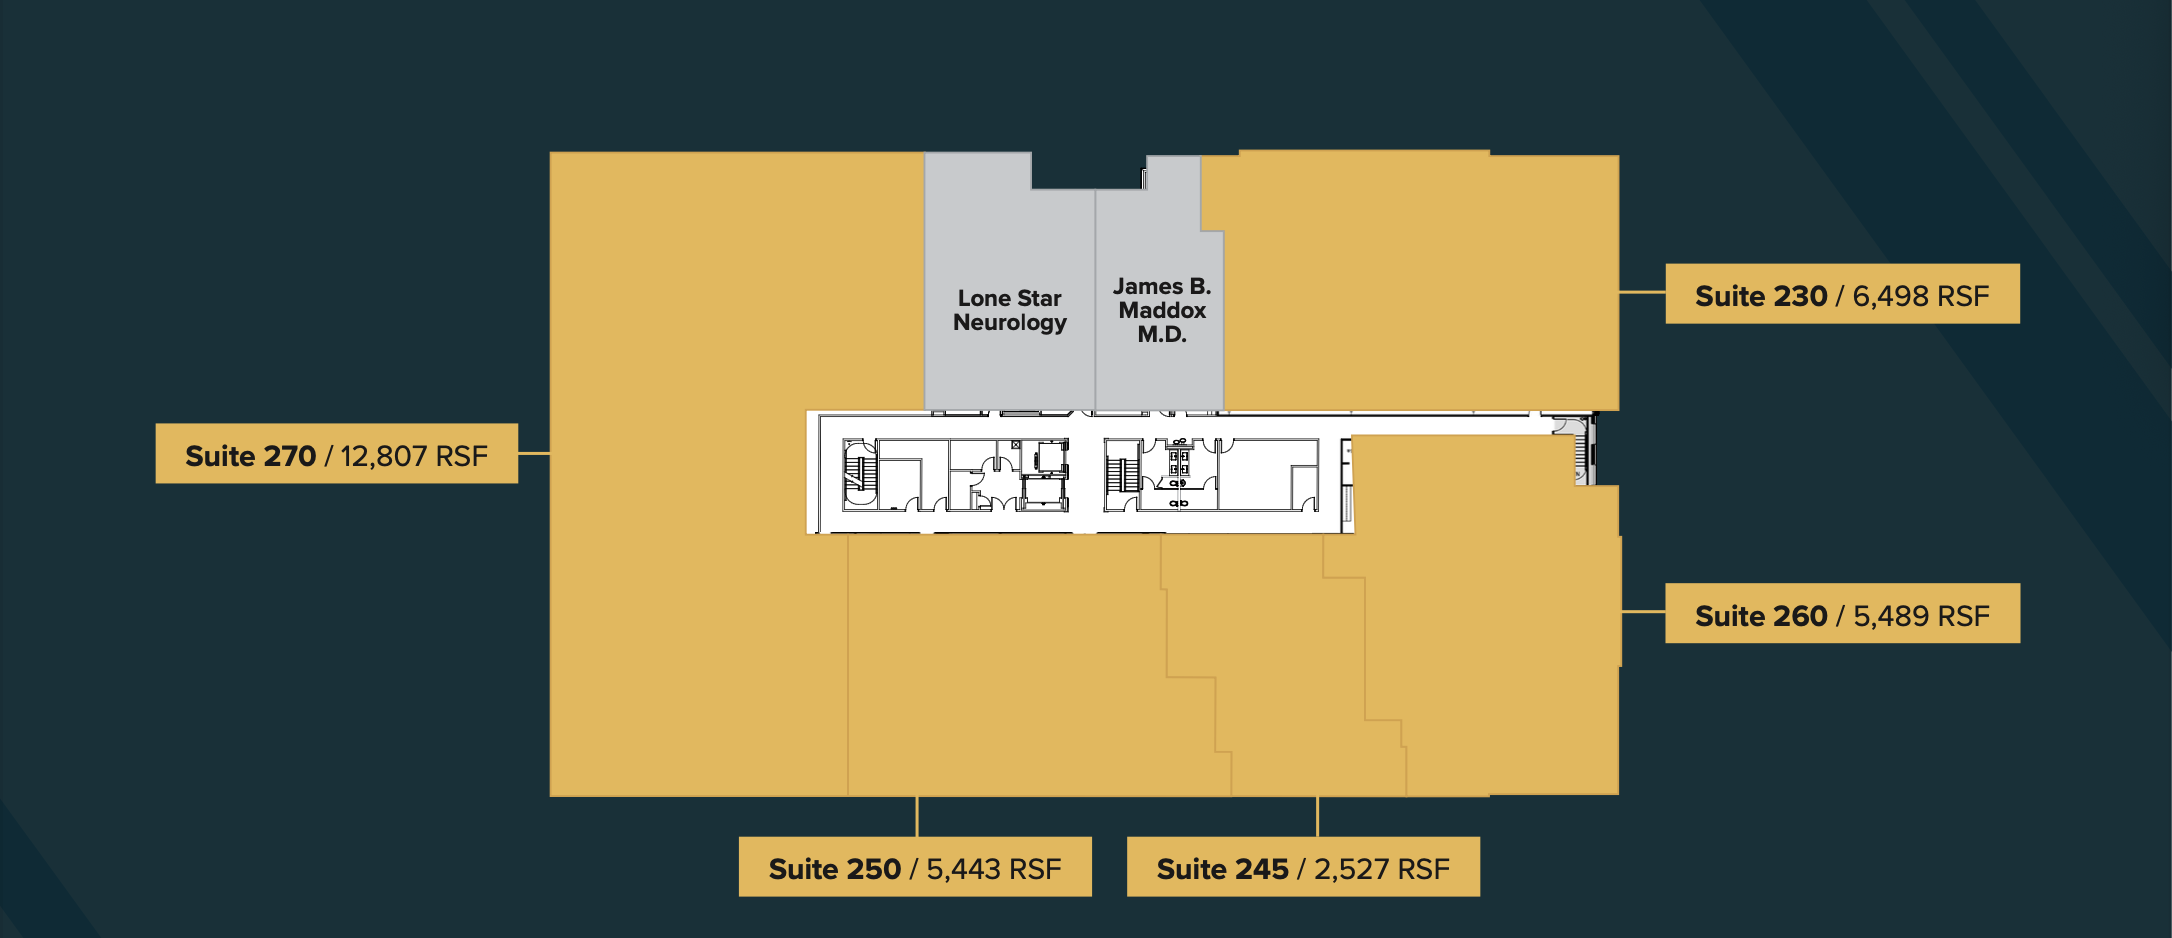 Lone Star
Neurology
James B.
Maddox
M.D.
Suite 230 / 6,498 RSF
Suite 270 / 12,807 RSF
Suite 260 / 5,489 RSF
Suite 250 / 5,443 RSF
Suite 245 / 2,527 RSF